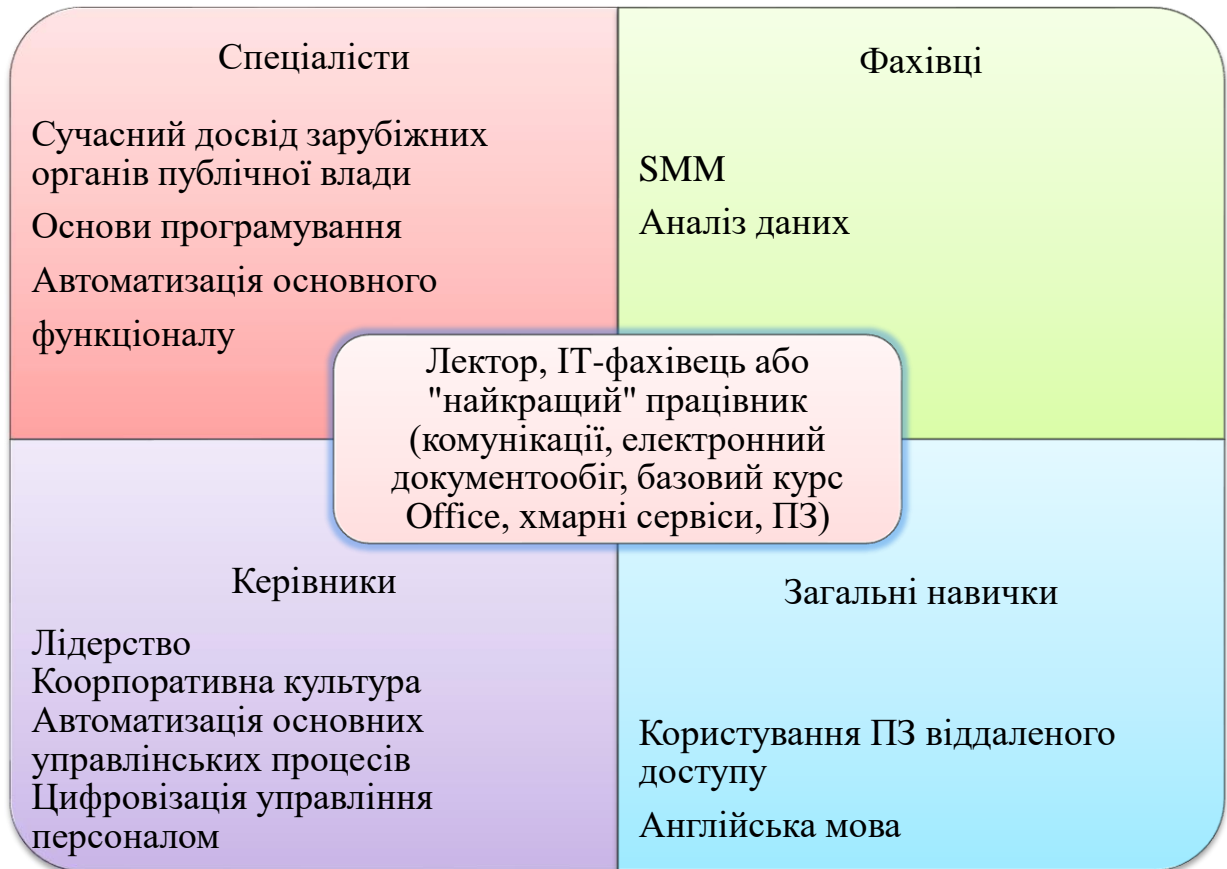 Спеціалісти
Сучасний досвід зарубіжних
органів публічної влади
Основи програмування
Автоматизація основного
функціоналу
Фахівці
SMM
Аналіз даних
Лектор, ІТ-фахівець або
"найкращий" працівник
(комунікації, електронний
документообіг, базовий курс
Office, хмарні сервіси, ПЗ)
Керівники
Лідерство
Коорпоративна культура
Автоматизація основних
управлінських процесів
Цифровізація управління
персоналом
Загальні навички
Користування ПЗ віддаленого
доступу
Англійська мова